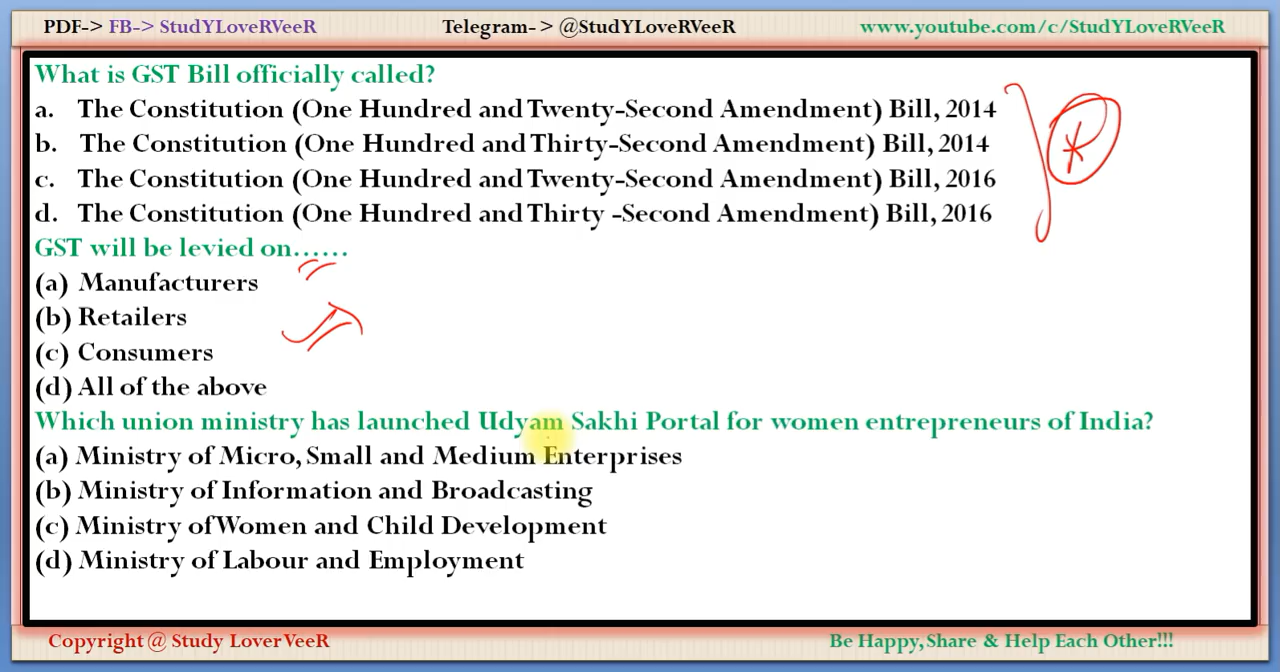 PDF-> FB-> StudYLoveRVeeR Telegram- > @StudYLoveRVeeR www.youtube.com/c/StudYLoveRVeeR
What is GST Bill officially called?
a. The Constitution (One Hundred and Twenty-Second Amendment) Bill, 2014
b. The Constitution (One Hundred and Thirty-Second Amendment) Bill, 2014
c. The Constitution (One Hundred and Twenty-Second Amendment) Bill, 2016
d. The Constitution (One Hundred and Thirty -Second Amendment) Bill, 2016
GST will be levied on......
(a) Manufacturers
(b) Retailers
(c) Consumers
(d) All of the above
Which union ministry has launched Udyam Sakhi Portal for women entrepreneurs of India?
(a) Ministry of Micro, Small and Medium Enterprises
(b) Ministry of Information and Broadcasting
(c) Ministry of Women and Child Development
(d) Ministry of Labour and Employment
Copyright @ Study Lover VeeR Be Happy, Share & Help Each Other!!!